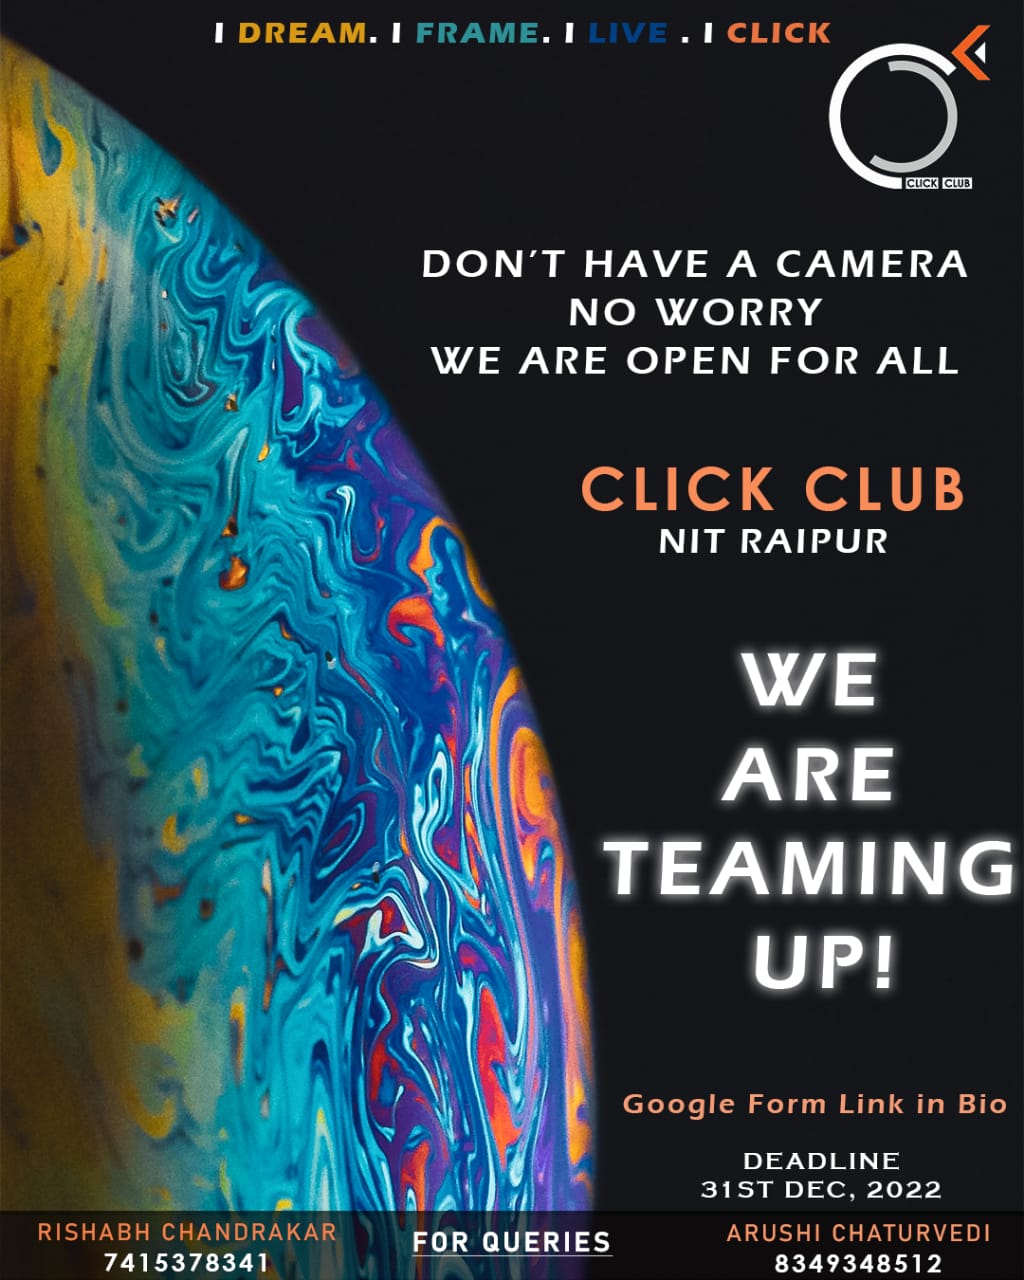 I DREAM. I FRAME. I LIVE . I CLICK
CLICK CLUB
DON'T HAVE A CAMERA
NO WORRY
WE ARE OPEN FOR ALL
CLICK CLUB
NIT RAIPUR
WE
ARE
TEAMING
UP!
Google Form Link in Bio
DEADLINE
31ST DEC, 2022
RISHABH CHANDRAKAR
7415378341
FOR QUERIES
ARUSHI CHATURVEDI
8349348512